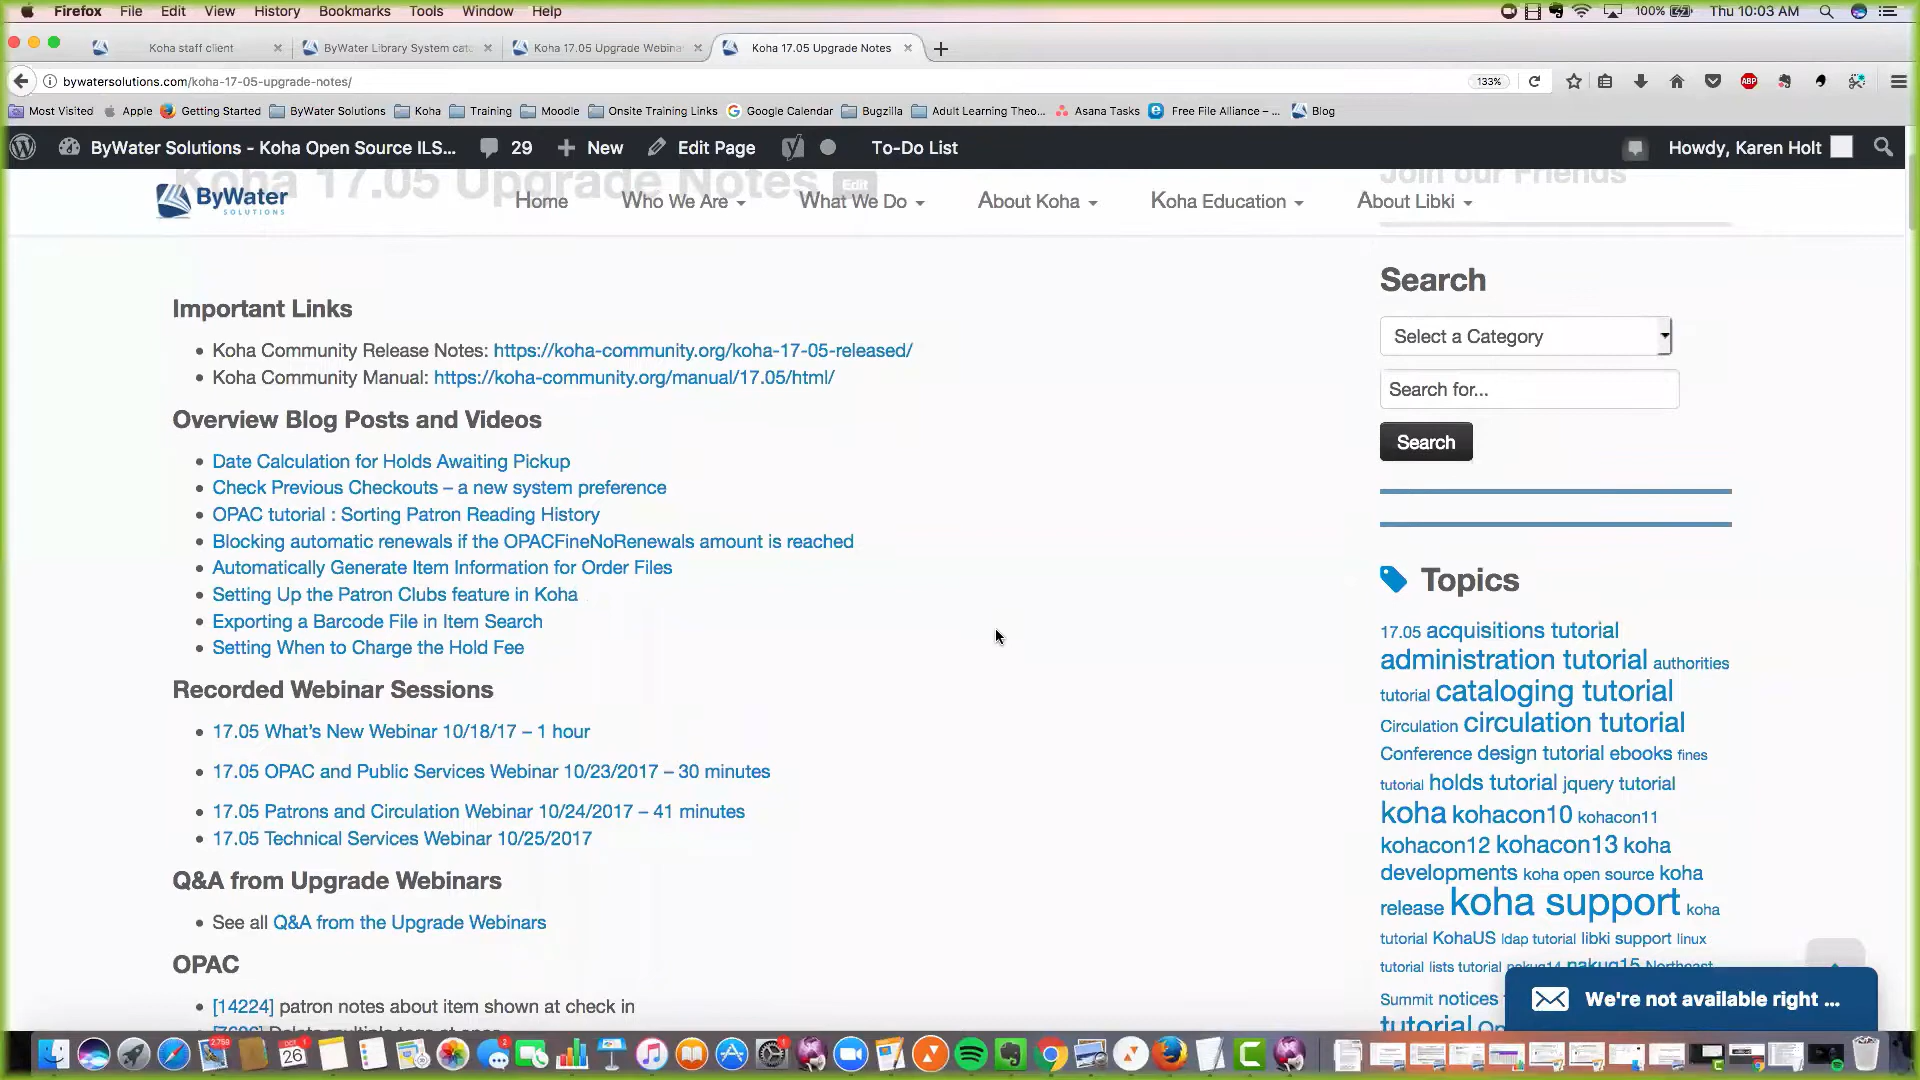 Firefox File Edit View History Bookmarks Tools Window Help 100% Thu 10:03 AM
Koha staff client ByWater Library System cat Koha 17.05 Upgrade Webina Koha 17.05 Upgrade Notes
bywatersolutions.com/koha-17-05-upgrade-notes/ 133%
Most Visited Apple Getting Started ByWater Solutions Koha Training Moodle Onsite Training Links Google Calendar Bugzilla Adult Learning Theo... Asana Tasks Free File Alliance – ... Blog
ByWater Solutions - Koha Open Source ILS... 29 New Edit Page To-Do List Howdy, Karen Holt
Koha 17.05 Upgrade Notes Edit Join our Friends
ByWater SOLUTIONS Home Who We Are What We Do About Koha Koha Education About Libki
Important Links
• Koha Community Release Notes: https://koha-community.org/koha-17-05-released/
• Koha Community Manual: https://koha-community.org/manual/17.05/html/
Overview Blog Posts and Videos
• Date Calculation for Holds Awaiting Pickup
• Check Previous Checkouts – a new system preference
• OPAC tutorial : Sorting Patron Reading History
• Blocking automatic renewals if the OPACFineNoRenewals amount is reached
• Automatically Generate Item Information for Order Files
• Setting Up the Patron Clubs feature in Koha
• Exporting a Barcode File in Item Search
• Setting When to Charge the Hold Fee
Recorded Webinar Sessions
• 17.05 What's New Webinar 10/18/17 – 1 hour
• 17.05 OPAC and Public Services Webinar 10/23/2017 – 30 minutes
• 17.05 Patrons and Circulation Webinar 10/24/2017 – 41 minutes
• 17.05 Technical Services Webinar 10/25/2017
Q&A from Upgrade Webinars
• See all Q&A from the Upgrade Webinars
OPAC
• [14224] patron notes about item shown at check in
Search
Select a Category
Search for...
Search
Topics
17.05 acquisitions tutorial
administration tutorial authorities
tutorial cataloging tutorial
Circulation circulation tutorial
Conference design tutorial ebooks fines
tutorial holds tutorial jquery tutorial
koha kohacon10 kohacon11
kohacon12 kohacon13 koha
developments koha open source koha
release koha support koha
tutorial KohaUS ldap tutorial libki support linux
tutorial lists tutorial nakug14 nakug15 Northeast
Summit notices
tutorial
We're not available right ...
OCT 26